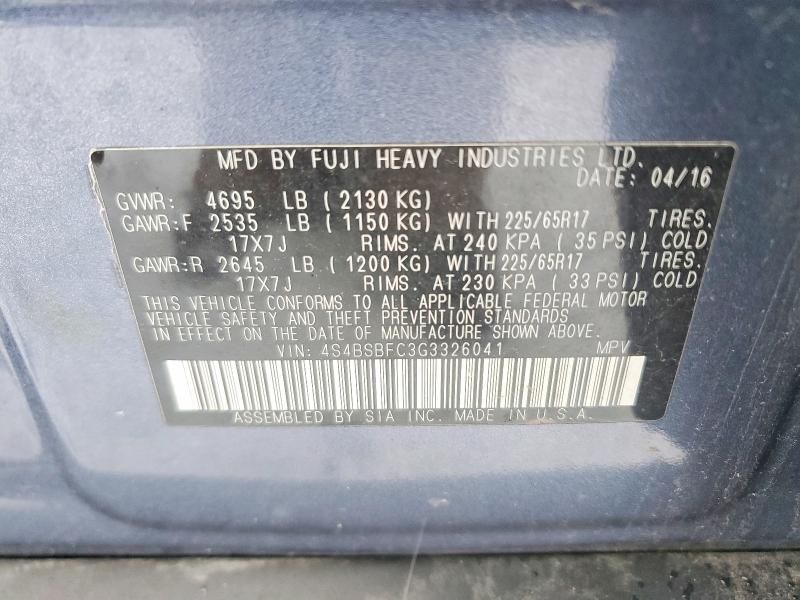 MFD BY FUJI HEAVY INDUSTRIES LTD.
DATE: 04/16
GVWR: 4695 LB ( 2130 KG)
GAWR:F 2535 LB ( 1150 KG) WITH 225/65R17 TIRES.
17X7J RIMS. AT 240 KPA ( 35 PSI) COLD
GAWR:R 2645 LB ( 1200 KG) WITH 225/65R17 TIRES.
17X7J RIMS. AT 230 KPA ( 33 PSI) COLD
THIS VEHICLE CONFORMS TO ALL APPLICABLE FEDERAL MOTOR
VEHICLE SAFETY AND THEFT PREVENTION STANDARDS
IN EFFECT ON THE DATE OF MANUFACTURE SHOWN ABOVE.
VIN: 4S4BSBFC3G3326041 MPV
ASSEMBLED BY SIA INC. MADE IN U.S.A.